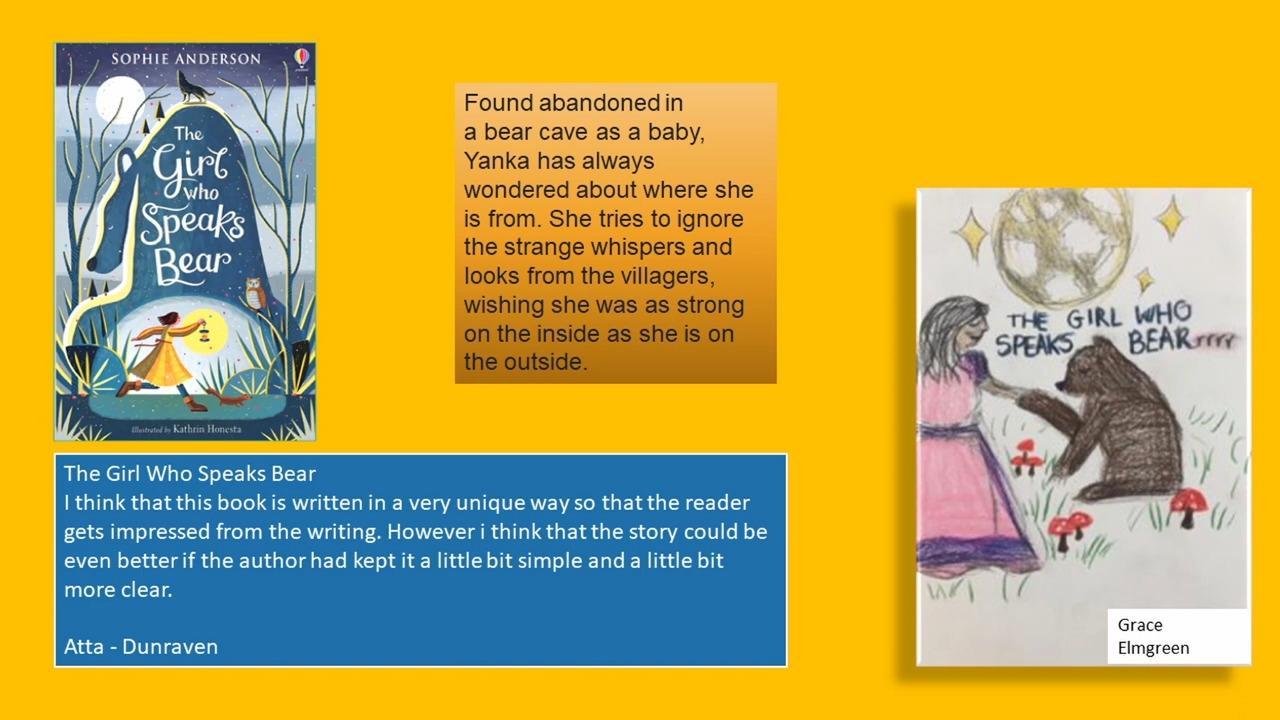 SOPHIE ANDERSON
The
Girl
who
Speaks
Bear
Illustrated by Kathrin Honesta
Found abandoned in
a bear cave as a baby,
Yanka has always
wondered about where she
is from. She tries to ignore
the strange whispers and
looks from the villagers,
wishing she was as strong
on the inside as she is on
the outside.
The Girl Who Speaks Bear
I think that this book is written in a very unique way so that the reader
gets impressed from the writing. However i think that the story could be
even better if the author had kept it a little bit simple and a little bit
more clear.
Atta - Dunraven
THE GIRL WHO
SPEAKS BEAR
Grace
Elmgreen